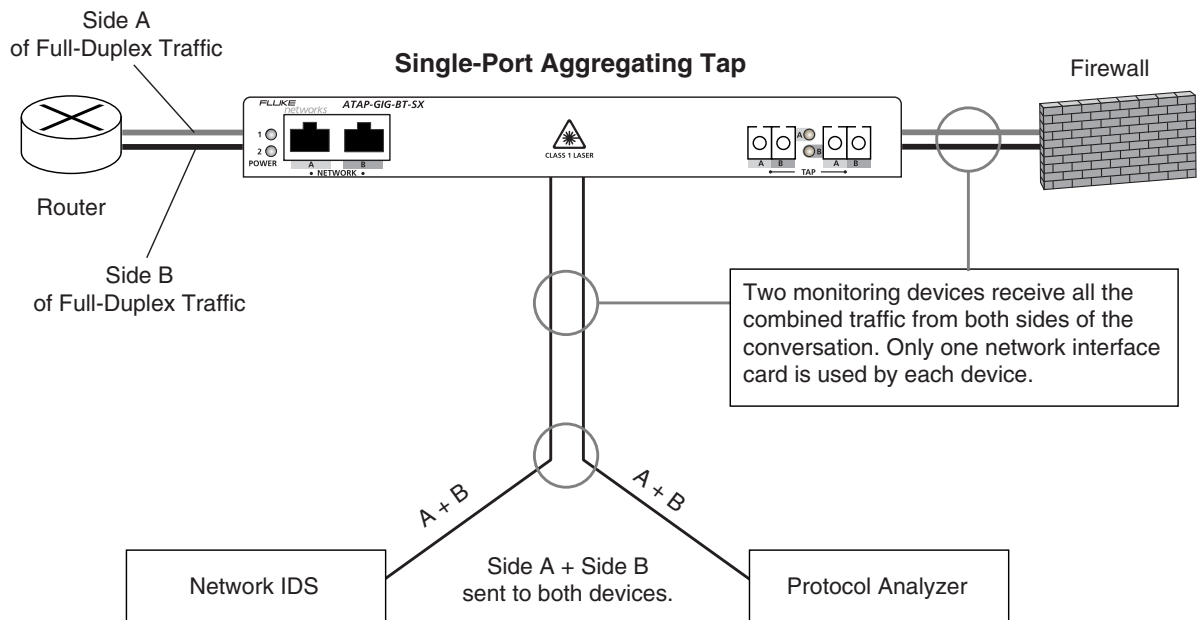 Side A
of Full-Duplex Traffic
Single-Port Aggregating Tap
Firewall
FLUKE
networks
ATAP-GIG-BT-SX
1
2
POWER
A
B
• NETWORK •
CLASS 1 LASER
A
B
A
B
A
B
TAP
Router
Side B
of Full-Duplex Traffic
Two monitoring devices receive all the
combined traffic from both sides of the
conversation. Only one network interface
card is used by each device.
A + B
A + B
Network IDS
Side A + Side B
sent to both devices.
Protocol Analyzer